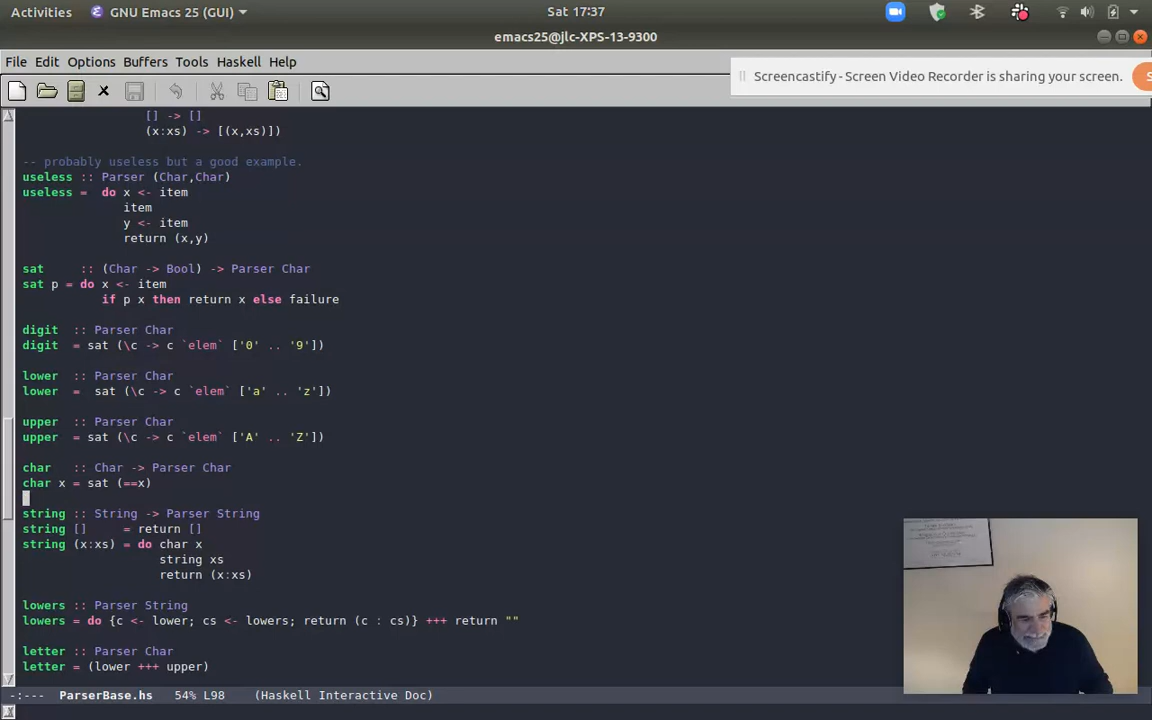 Activities GNU Emacs 25 (GUI) Sat 17:37
emacs25@jlc-XPS-13-9300
File Edit Options Buffers Tools Haskell Help
Screencastify - Screen Video Recorder is sharing your screen. S
[] -> []
(x:xs) -> [(x,xs)])
-- probably useless but a good example.
useless :: Parser (Char,Char)
useless =  do x <- item
item
y <- item
return (x,y)
sat     :: (Char -> Bool) -> Parser Char
sat p = do x <- item
if p x then return x else failure
digit  :: Parser Char
digit  = sat (\c -> c `elem` ['0' .. '9'])
lower  :: Parser Char
lower  =  sat (\c -> c `elem` ['a' .. 'z'])
upper  :: Parser Char
upper  = sat (\c -> c `elem` ['A' .. 'Z'])
char   :: Char -> Parser Char
char x = sat (==x)
string :: String -> Parser String
string []     = return []
string (x:xs) = do char x
string xs
return (x:xs)
lowers :: Parser String
lowers = do {c <- lower; cs <- lowers; return (c : cs)} +++ return ""
letter :: Parser Char
letter = (lower +++ upper)
-:---  ParserBase.hs   54% L98    (Haskell Interactive Doc)